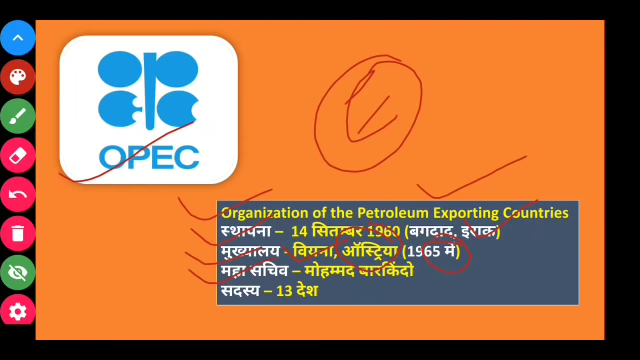 OPEC
Organization of the Petroleum Exporting Countries
स्थापना – 14 सितम्बर 1960 (बगदाद, इराक)
मुख्यालय – वियना, ऑस्ट्रिया (1965 में)
महा सचिव – मोहम्मद बारकिंदो
सदस्य – 13 देश